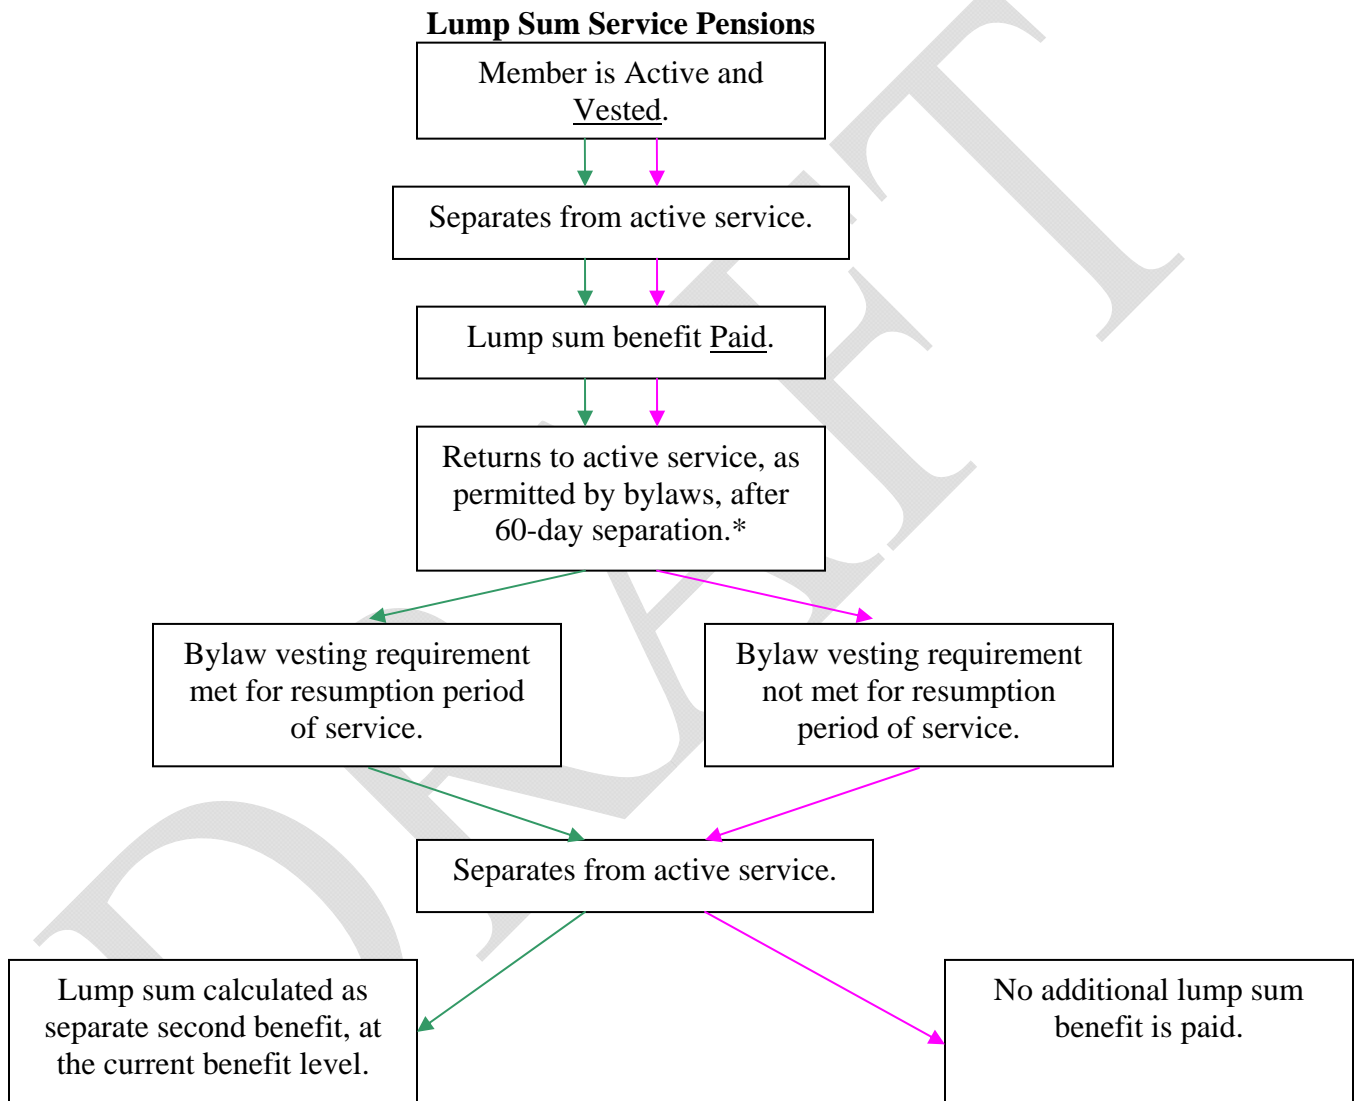 Lump Sum Service Pensions
Member is Active and
Vested.
Separates from active service.
Lump sum benefit Paid.
Returns to active service, as
permitted by bylaws, after
60-day separation.*
Bylaw vesting requirement
met for resumption period
of service.
Bylaw vesting requirement
not met for resumption
period of service.
Separates from active service.
Lump sum calculated as
separate second benefit, at
the current benefit level.
No additional lump sum
benefit is paid.
DRAFT